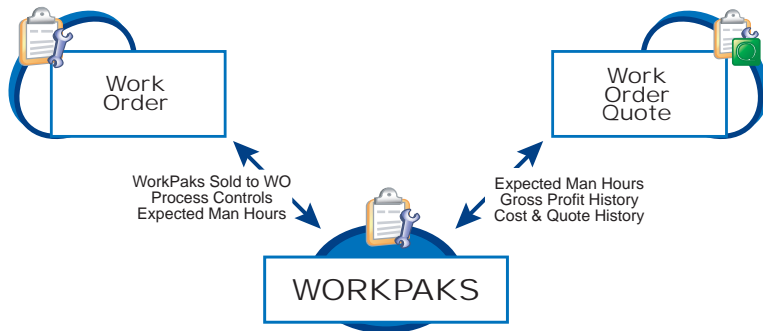 Work
Order
Work
Order
Quote
WorkPaks Sold to WO
Process Controls
Expected Man Hours
Expected Man Hours
Gross Profit History
Cost & Quote History
WORKPAKS